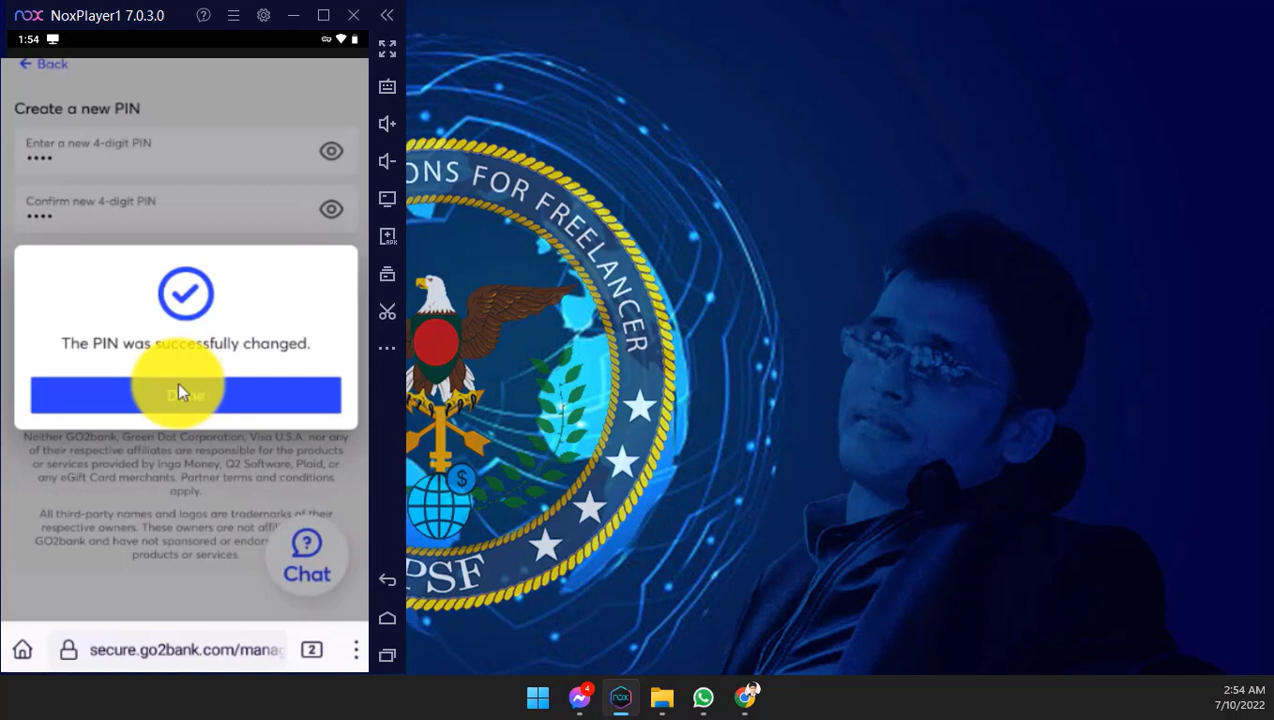 nox NoxPlayer1 7.0.3.0
1:54
Back
Create a new PIN
Enter a new 4-digit PIN
••••
Confirm new 4-digit PIN
••••
The PIN was successfully changed.
Done
Neither GO2bank, Green Dot Corporation, Visa U.S.A. nor any
of their respective affiliates are responsible for the products
or services provided by Ingo Money, Q2 Software, Plaid, or
any eGift Card merchants. Partner terms and conditions
apply.
All third-party names and logos are trademarks of their
respective owners. These owners are not
GO2bank and have not sponsored or
products or services.
Chat
secure.go2bank.com/mana
2
APK
ONS FOR FREELANCER
$
PSF
4
nox
2:54 AM
7/10/2022